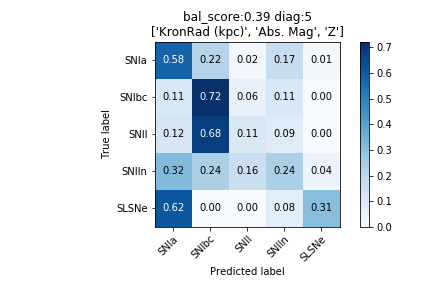 bal_score:0.39 diag:5
['KronRad (kpc)', 'Abs. Mag', 'Z']
True label
SNIa 0.58 0.22 0.02 0.17 0.01
SNIbc 0.11 0.72 0.06 0.11 0.00
SNII 0.12 0.68 0.11 0.09 0.00
SNIIn 0.32 0.24 0.16 0.24 0.04
SLSNe 0.62 0.00 0.00 0.08 0.31
SNIa SNIbc SNII SNIIn SLSNe
Predicted label
0.7
0.6
0.5
0.4
0.3
0.2
0.1
0.0